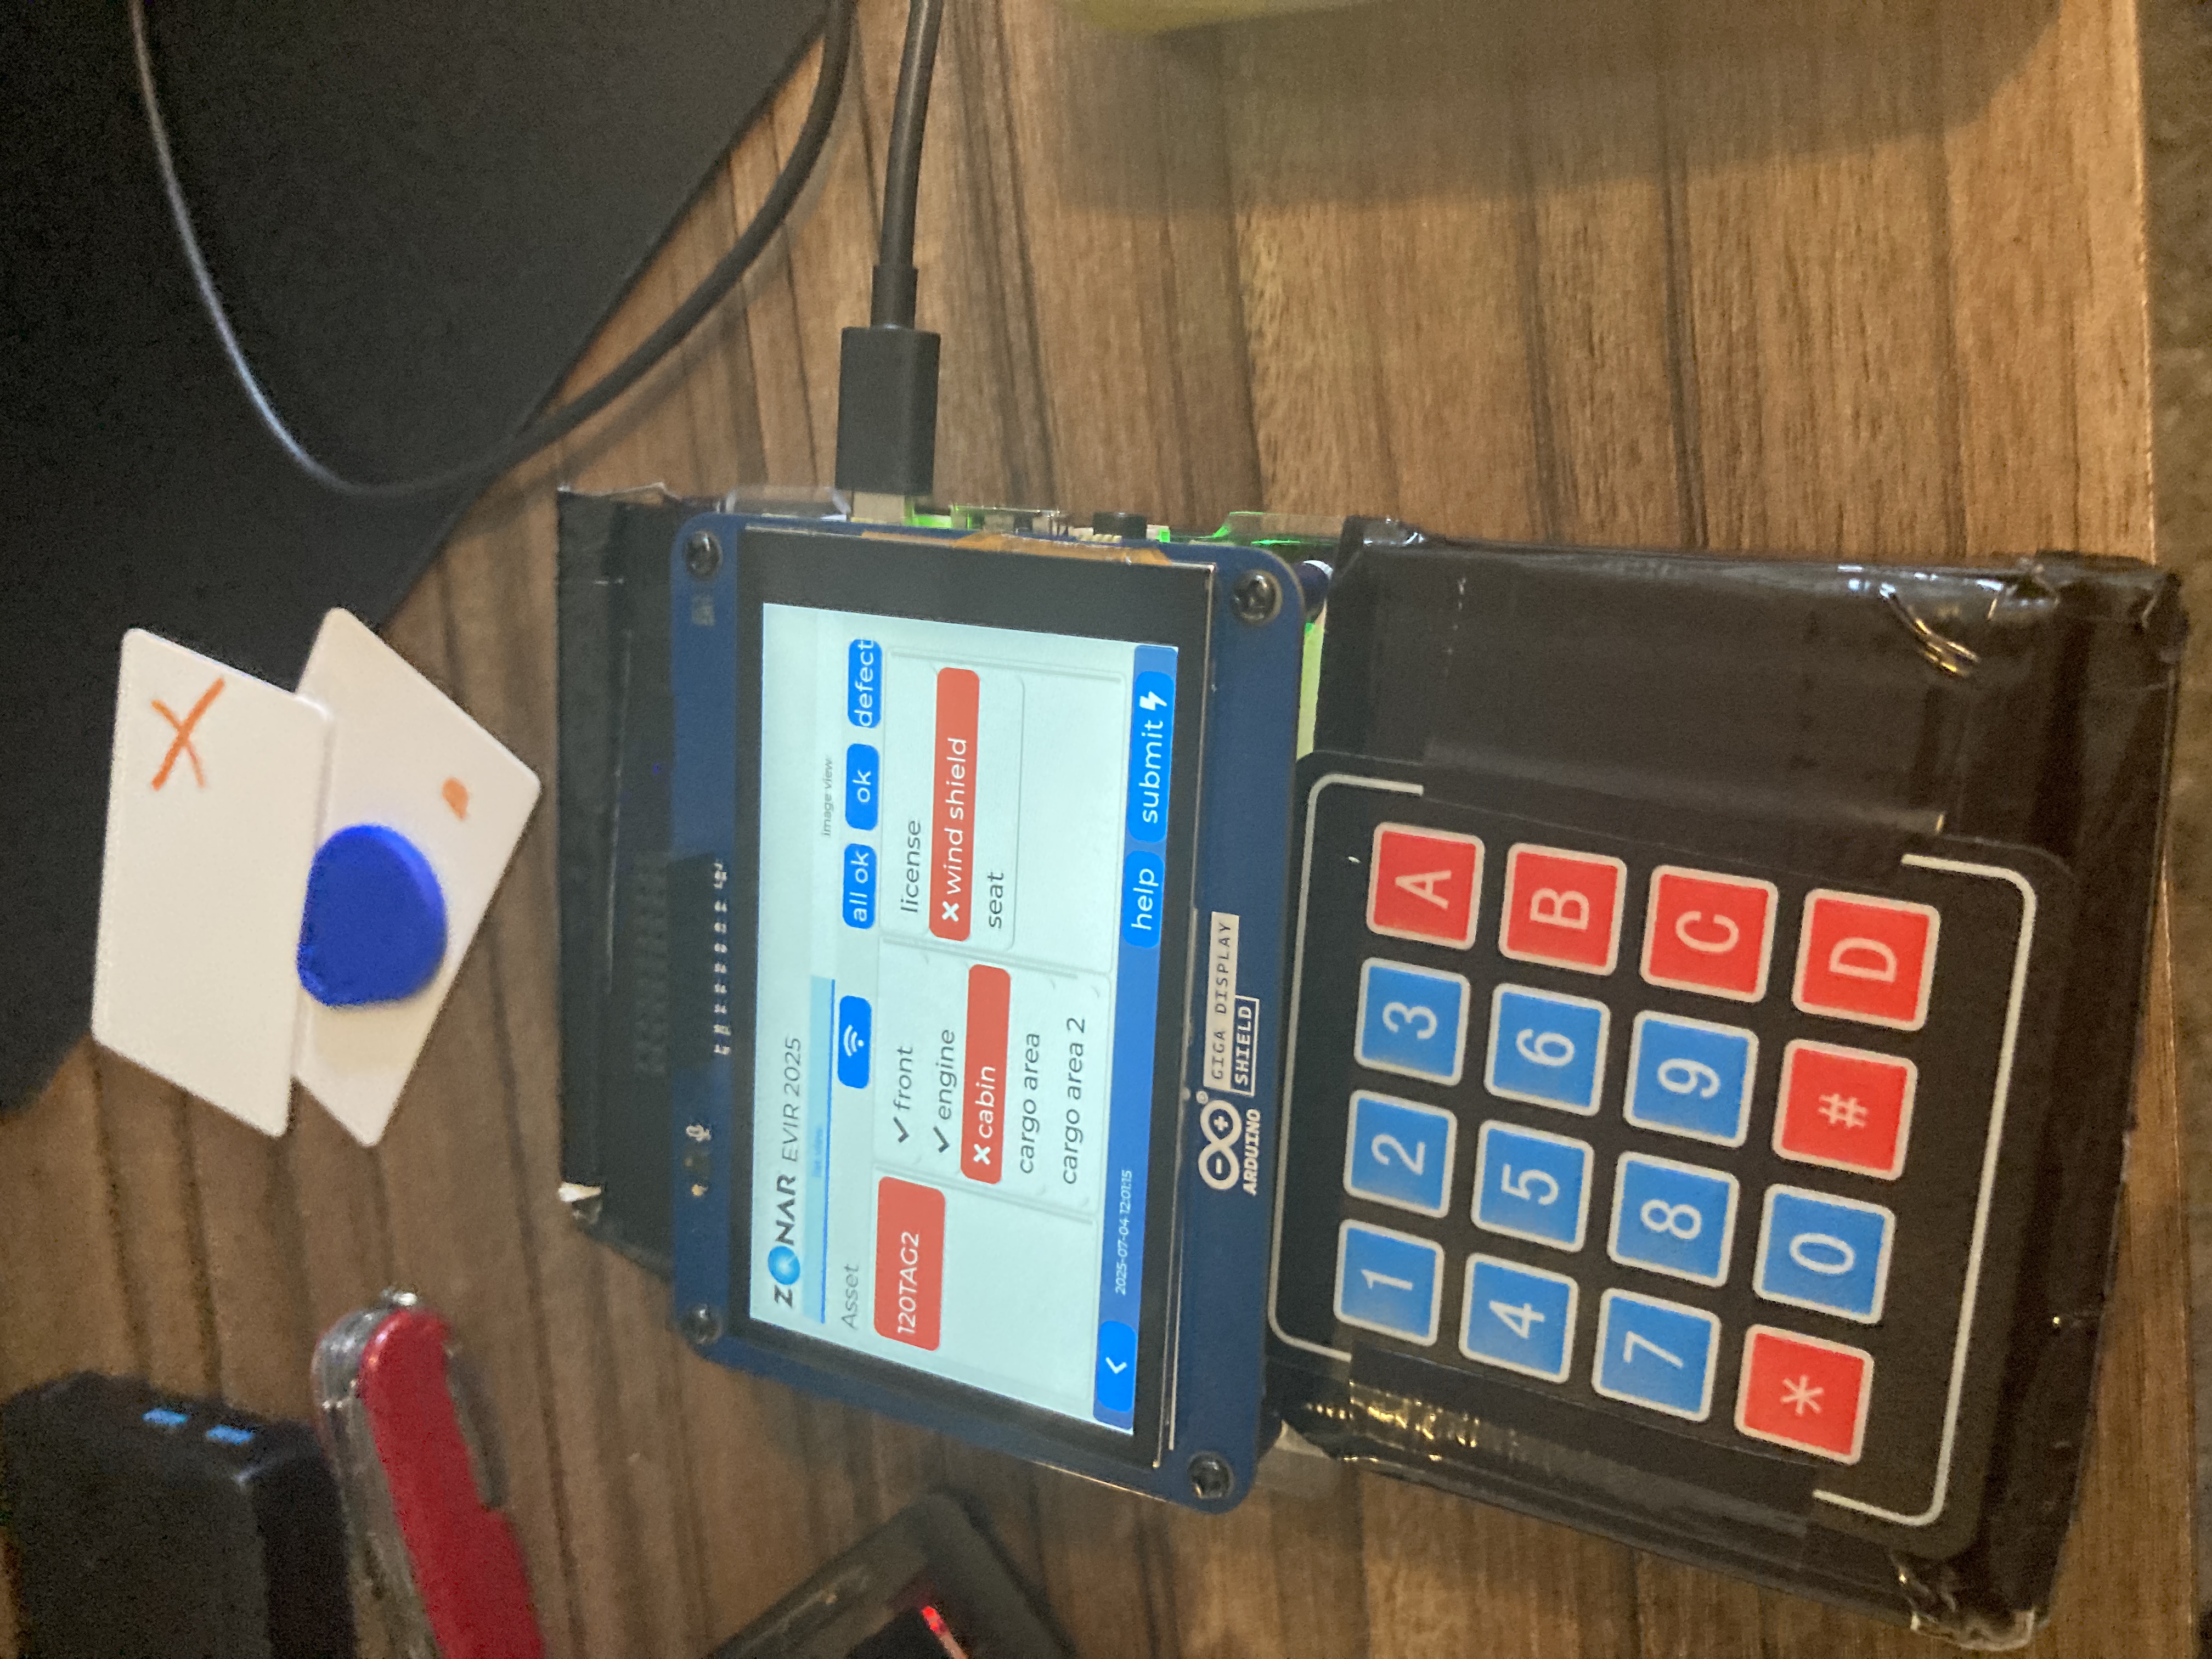 X
ZONAR EVIR 2025
list view
image view
Asset
all ok
ok
defect
120TAG2
front
engine
cabin
cargo area
cargo area 2
license
wind shield
seat
2025-07-04 12:01:15
help
submit
ARDUINO
GIGA DISPLAY
SHIELD
1 2 3 A
4 5 6 B
7 8 9 C
* 0 # D